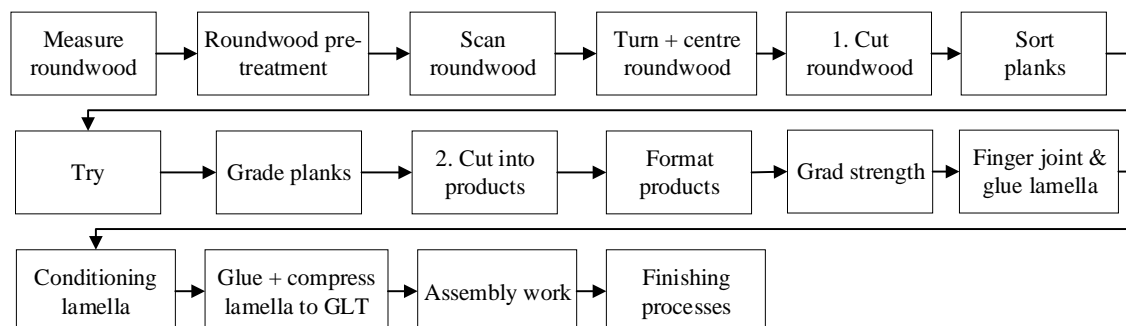 Measure
roundwood
Roundwood pre-
treatment
Scan
roundwood
Turn + centre
roundwood
1. Cut
roundwood
Sort
planks
Try
Grade planks
2. Cut into
products
Format
products
Grad strength
Finger joint &
glue lamella
Conditioning
lamella
Glue + compress
lamella to GLT
Assembly work
Finishing
processes